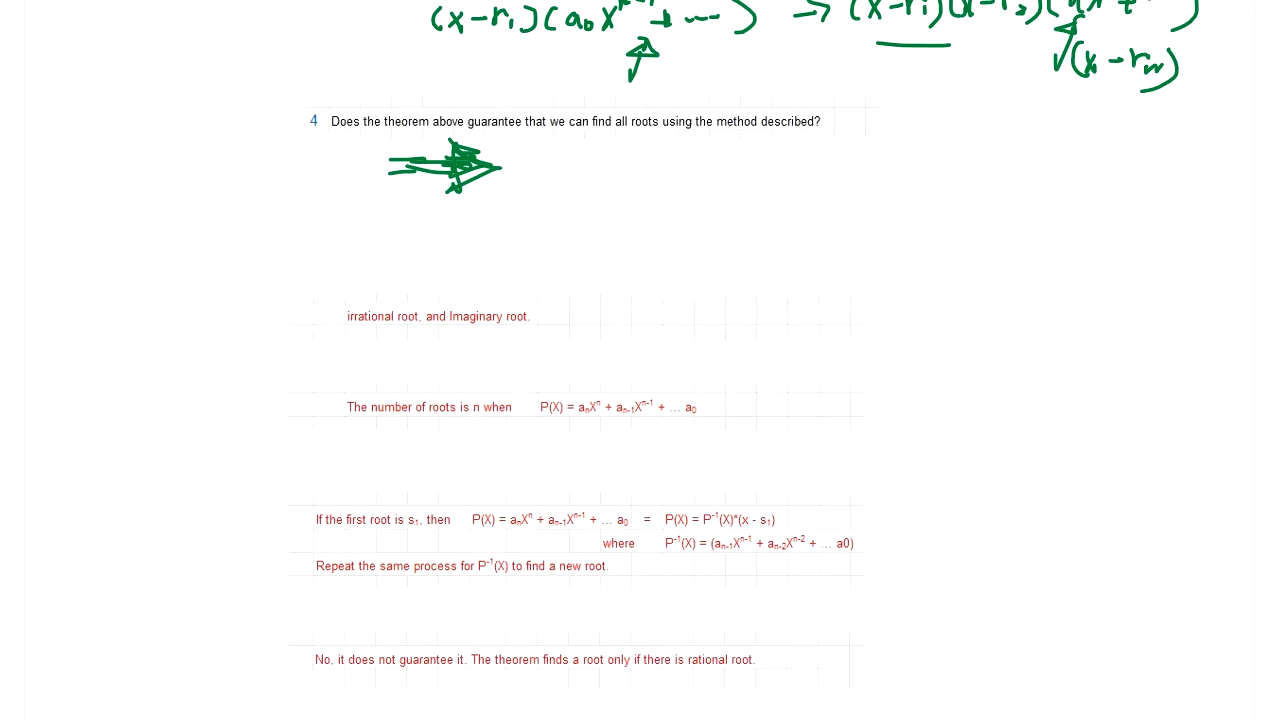 (x-r₁)(a₀x + ...) → (x-r₁)(x-r₂)(
(x-rₙ)
4 Does the theorem above guarantee that we can find all roots using the method described?
irrational root, and Imaginary root.
The number of roots is n when P(X) = aₙXⁿ + aₙ₋₁Xⁿ⁻¹ + ... a₀
If the first root is s₁, then P(X) = aₙXⁿ + aₙ₋₁Xⁿ⁻¹ + ... a₀ = P(X) = P⁻¹(X)*(x - s₁)
where P⁻¹(X) = (aₙ₋₁Xⁿ⁻¹ + aₙ₋₂Xⁿ⁻² + ... a0)
Repeat the same process for P⁻¹(X) to find a new root.
No, it does not guarantee it. The theorem finds a root only if there is rational root.